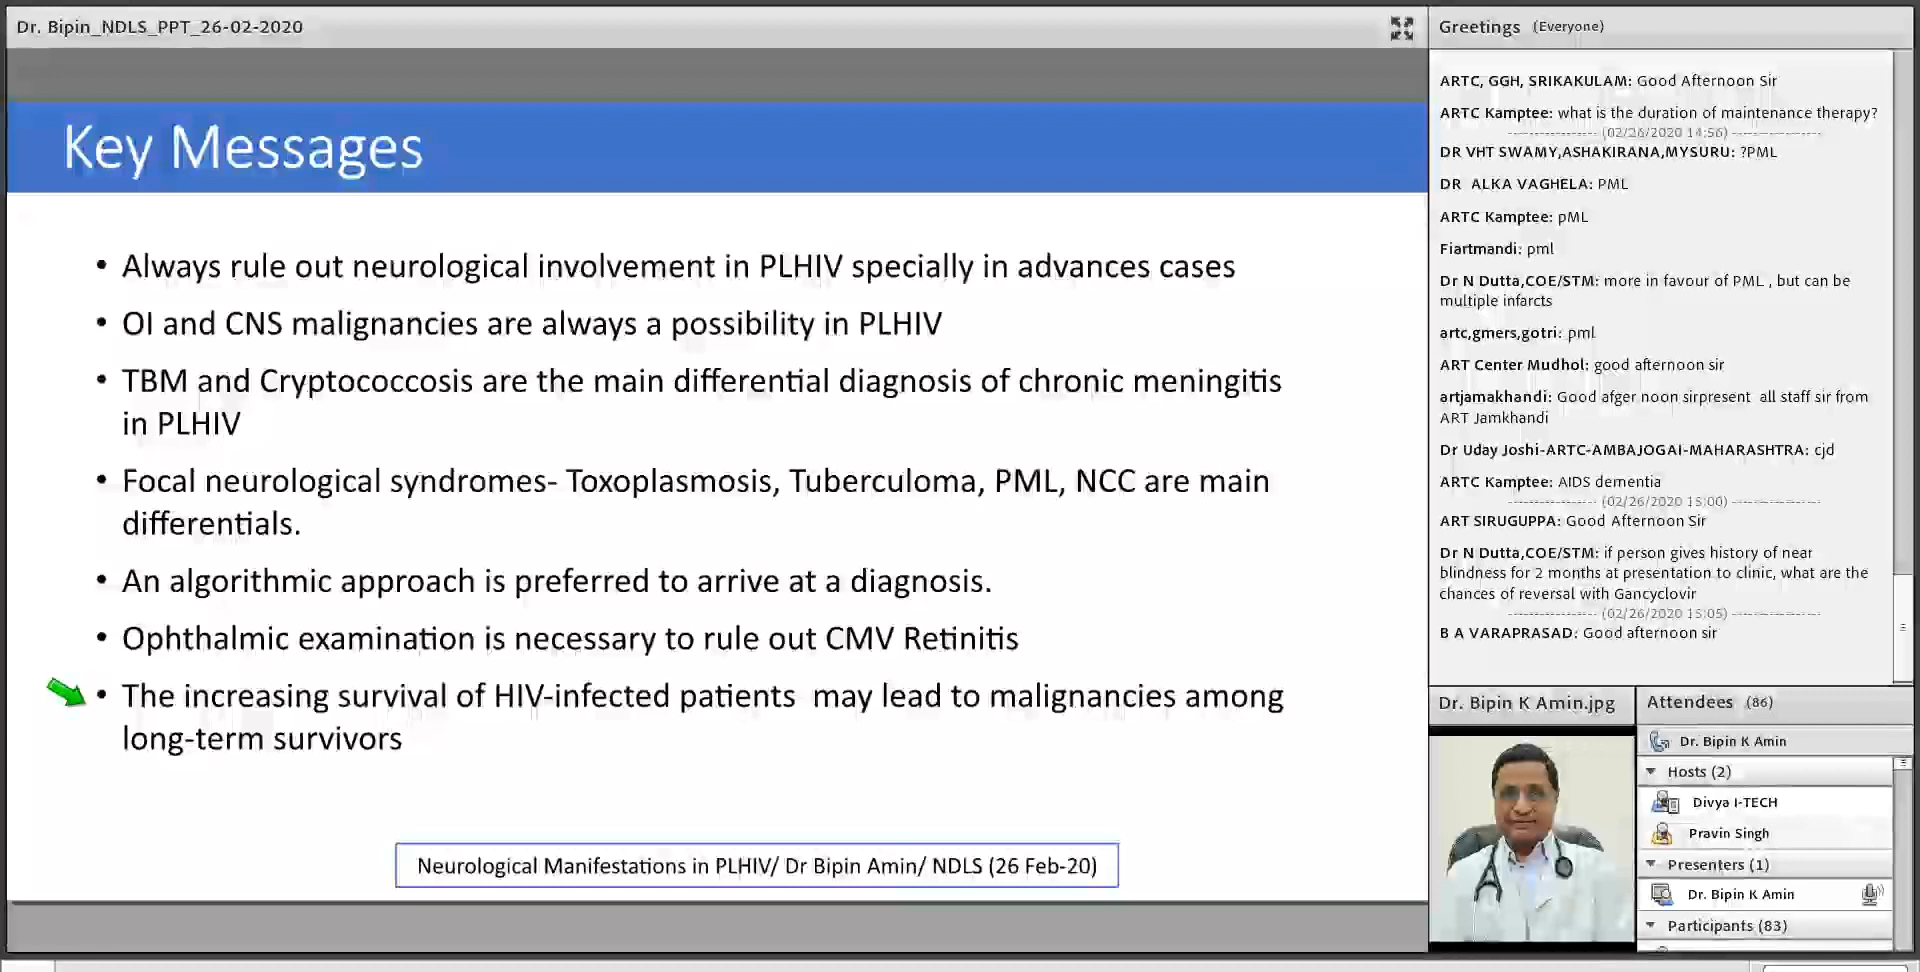 Dr. Bipin_NDLS_PPT_26-02-2020
Key Messages
• Always rule out neurological involvement in PLHIV specially in advances cases
• OI and CNS malignancies are always a possibility in PLHIV
• TBM and Cryptococcosis are the main differential diagnosis of chronic meningitis
in PLHIV
• Focal neurological syndromes- Toxoplasmosis, Tuberculoma, PML, NCC are main
differentials.
• An algorithmic approach is preferred to arrive at a diagnosis.
• Ophthalmic examination is necessary to rule out CMV Retinitis
• The increasing survival of HIV-infected patients  may lead to malignancies among
long-term survivors
Neurological Manifestations in PLHIV/ Dr Bipin Amin/ NDLS (26 Feb-20)
Greetings (Everyone)
ARTC, GGH, SRIKAKULAM: Good Afternoon Sir
ARTC Kamptee: what is the duration of maintenance therapy?
---------------- (02/26/2020 14:56) ----------------
DR VHT SWAMY,ASHAKIRANA,MYSURU: ?PML
DR  ALKA VAGHELA: PML
ARTC Kamptee: pML
Fiartmandi: pml
Dr N Dutta,COE/STM: more in favour of PML , but can be
multiple infarcts
artc,gmers,gotri: pml
ART Center Mudhol: good afternoon sir
artjamakhandi: Good afger noon sirpresent  all staff sir from
ART Jamkhandi
Dr Uday Joshi-ARTC-AMBAJOGAI-MAHARASHTRA: cjd
ARTC Kamptee: AIDS dementia
---------------- (02/26/2020 15:00) ----------------
ART SIRUGUPPA: Good Afternoon Sir
Dr N Dutta,COE/STM: if person gives history of near
blindness for 2 months at presentation to clinic, what are the
chances of reversal with Gancyclovir
---------------- (02/26/2020 15:05) ----------------
B A VARAPRASAD: Good afternoon sir
Dr. Bipin K Amin.jpg
Attendees (86)
Dr. Bipin K Amin
Hosts (2)
Divya I-TECH
Pravin Singh
Presenters (1)
Dr. Bipin K Amin
Participants (83)